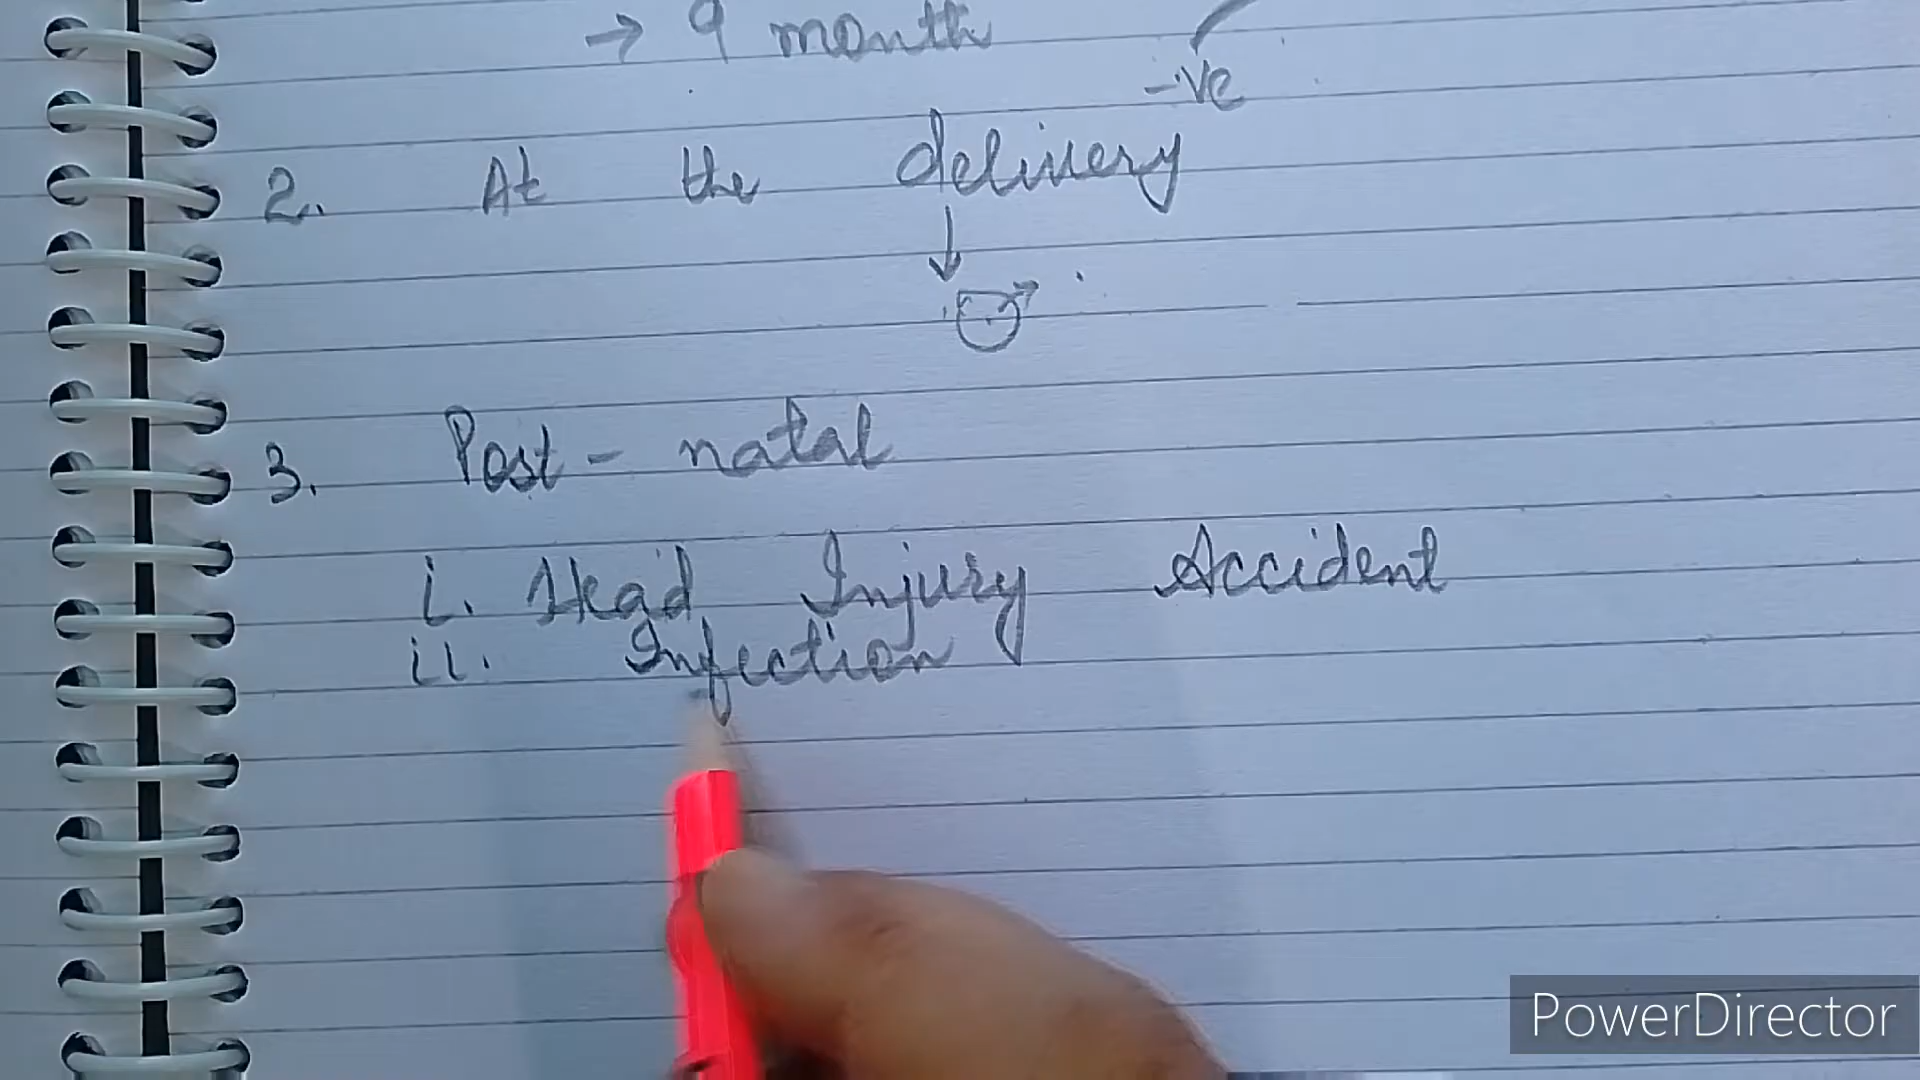 → 9 month
-ve
2. At the delivery
3. Post-natal
i. Head Injury Accident
ii. Infection
PowerDirector